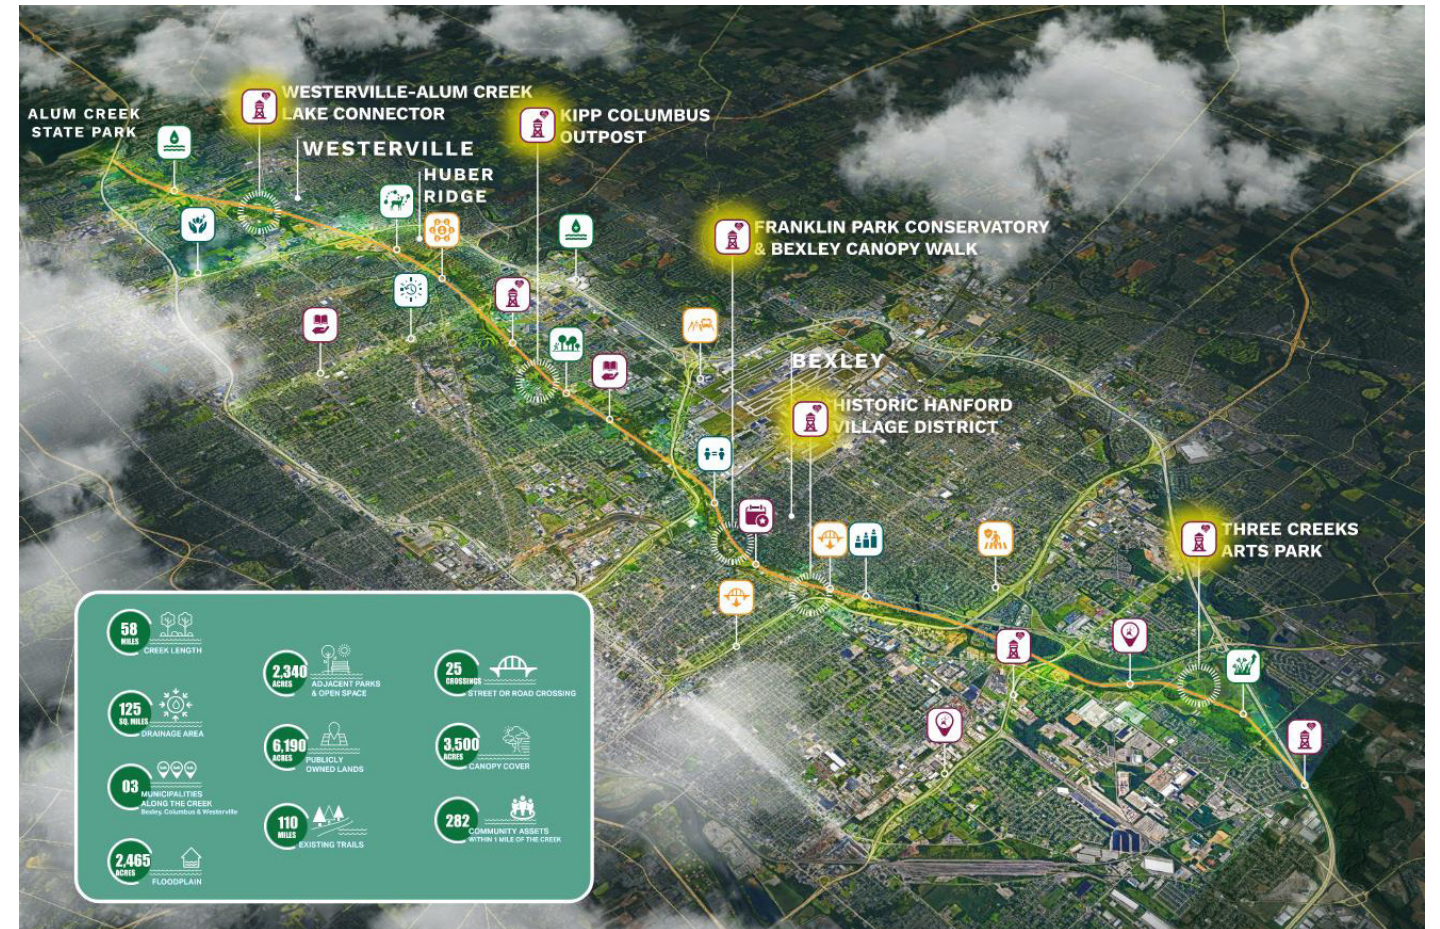 ALUM CREEK
STATE PARK
WESTERVILLE-ALUM CREEK
LAKE CONNECTOR
WESTERVILLE
HUBER
RIDGE
KIPP COLUMBUS
OUTPOST
FRANKLIN PARK CONSERVATORY
& BEXLEY CANOPY WALK
BEXLEY
HISTORIC HANFORD
VILLAGE DISTRICT
THREE CREEKS
ARTS PARK
58
MILES
CREEK LENGTH
125
SQ. MILES
DRAINAGE AREA
03
MUNICIPALITIES
ALONG THE CREEK
Bexley, Columbus & Westerville
2,465
ACRES
FLOODPLAIN
2,340
ACRES
ADJACENT PARKS
& OPEN SPACE
6,190
ACRES
PUBLICLY
OWNED LANDS
110
MILES
EXISTING TRAILS
25
CROSSINGS
STREET OR ROAD CROSSING
3,500
ACRES
CANOPY COVER
282
COMMUNITY ASSETS
WITHIN 1 MILE OF THE CREEK